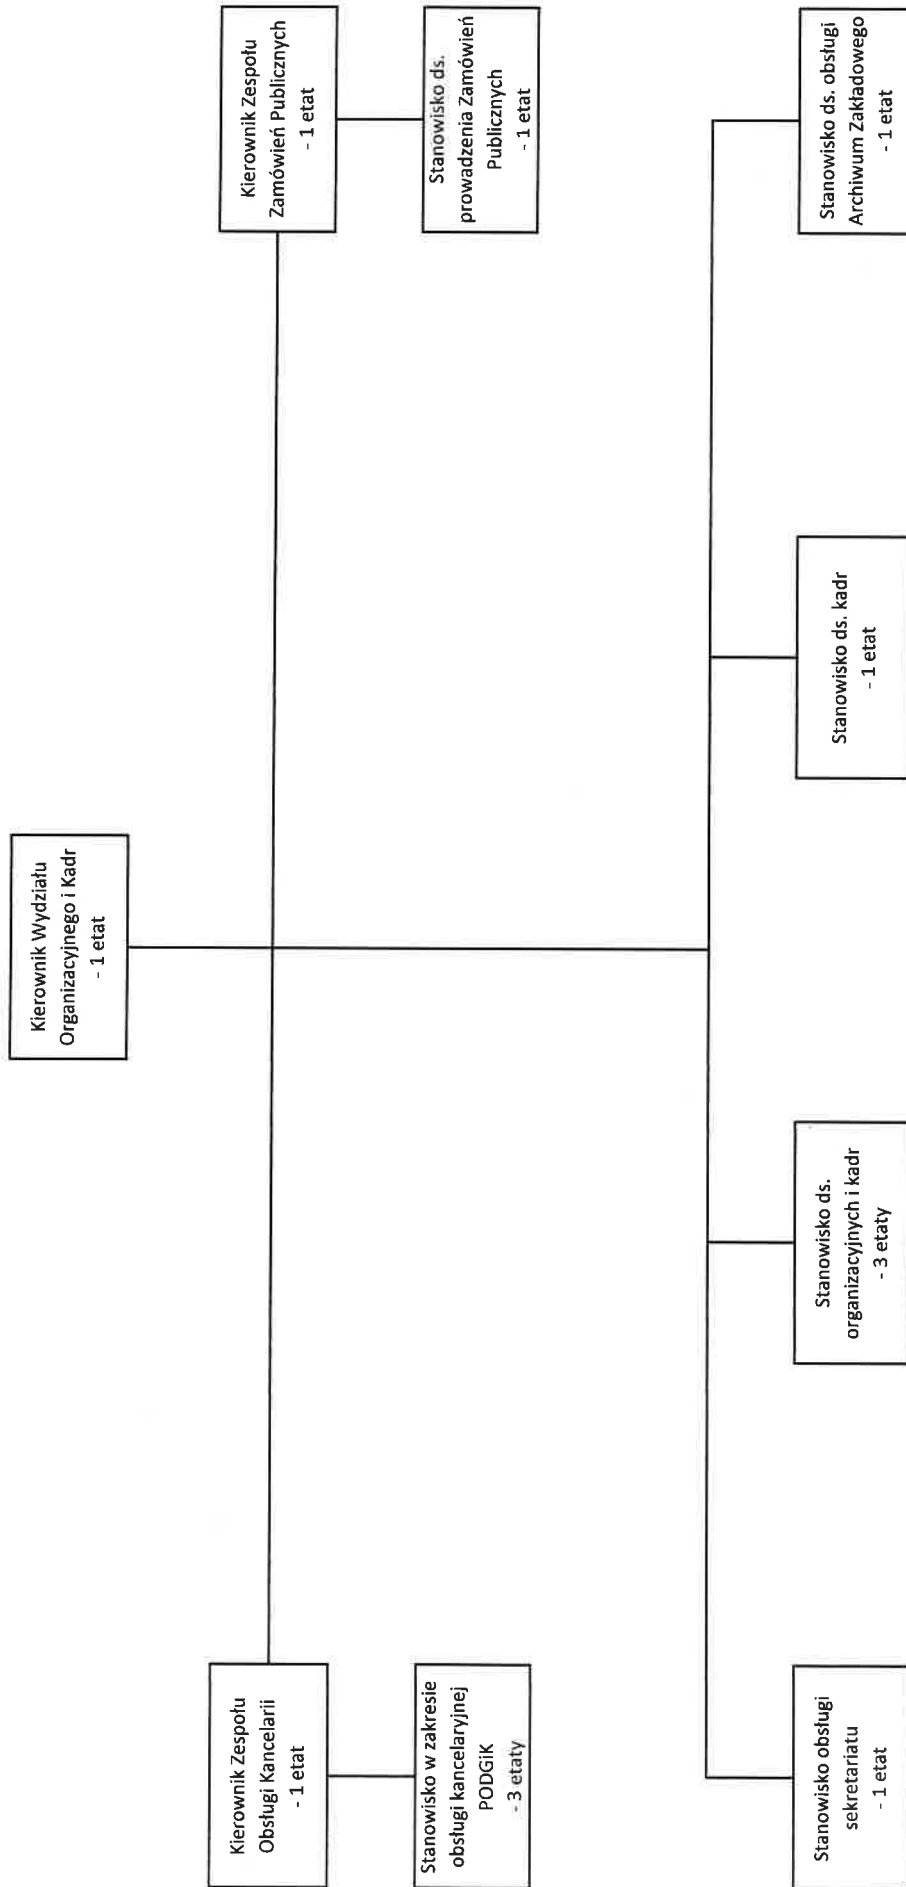 Kierownik Wydziału
Organizacyjnego i Kadr
- 1 etat
Kierownik Zespołu
Obsługi Kancelarii
- 1 etat
Kierownik Zespołu
Zamówień Publicznych
- 1 etat
Stanowisko w zakresie
obsługi kancelaryjnej
PODGiK
- 3 etaty
Stanowisko ds.
prowadzenia Zamówień
Publicznych
- 1 etat
Stanowisko obsługi
sekretariatu
- 1 etat
Stanowisko ds.
organizacyjnych i kadr
- 3 etaty
Stanowisko ds. kadr
- 1 etat
Stanowisko ds. obsługi
Archiwum Zakładowego
- 1 etat